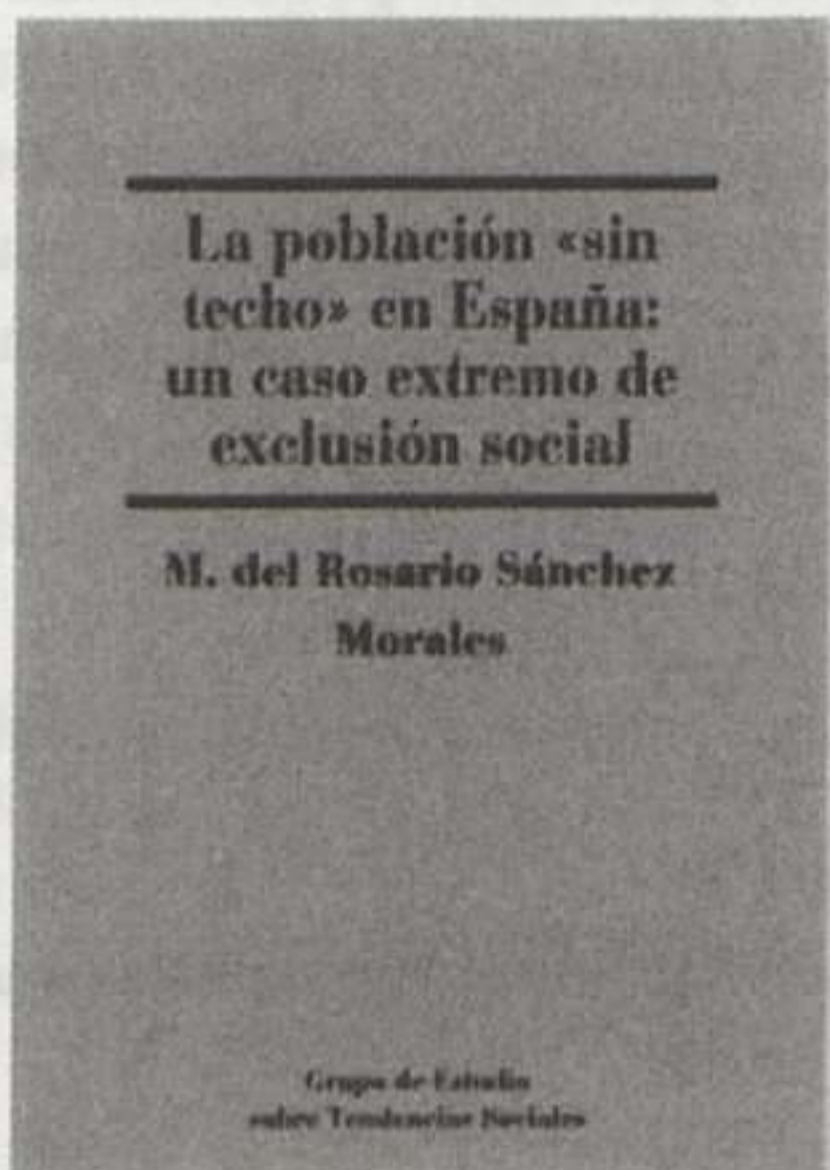 La población «sin
techo» en España:
un caso extremo de
exclusión social
M. del Rosario Sánchez
Morales
Grupo de Estudio
sobre Tendencias Sociales